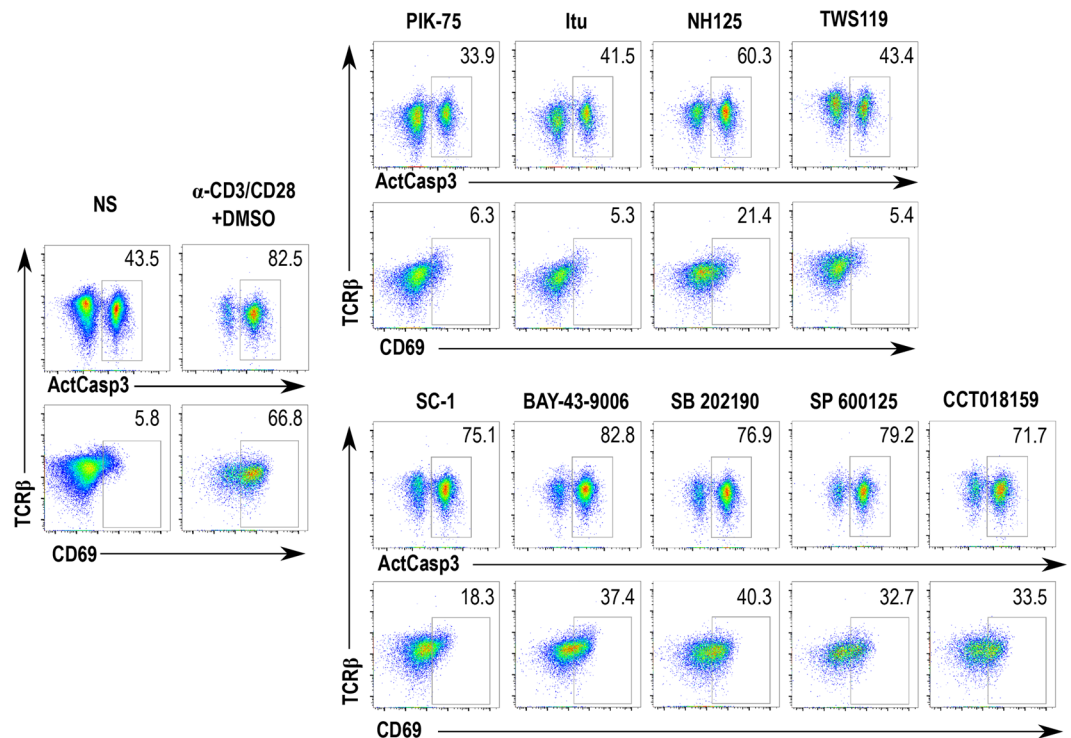 PIK-75 Itu NH125 TWS119
33.9 41.5 60.3 43.4
ActCasp3
6.3 5.3 21.4 5.4
TCRβ
CD69
NS α-CD3/CD28
+DMSO
43.5 82.5
ActCasp3
5.8 66.8
TCRβ
CD69
SC-1 BAY-43-9006 SB 202190 SP 600125 CCT018159
75.1 82.8 76.9 79.2 71.7
ActCasp3
18.3 37.4 40.3 32.7 33.5
TCRβ
CD69